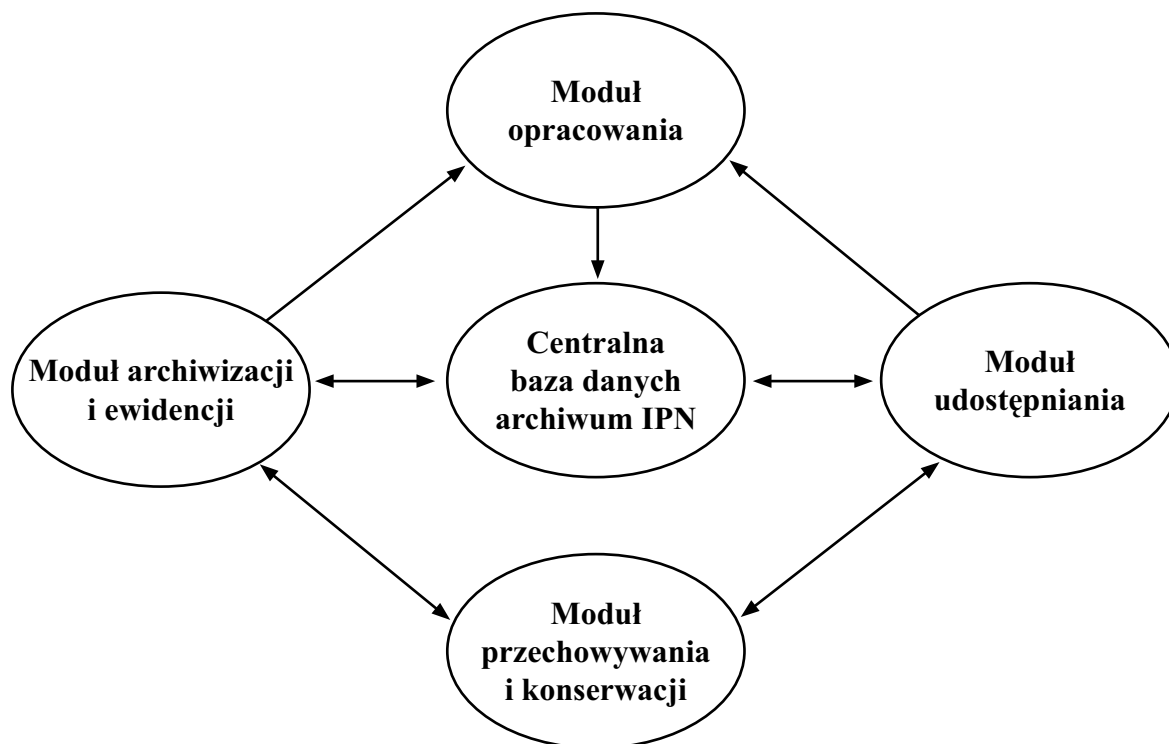 Moduł
opracowania
Moduł archiwizacji
i ewidencji
Centralna
baza danych
archiwum IPN
Moduł
udostępniania
Moduł
przechowywania
i konserwacji